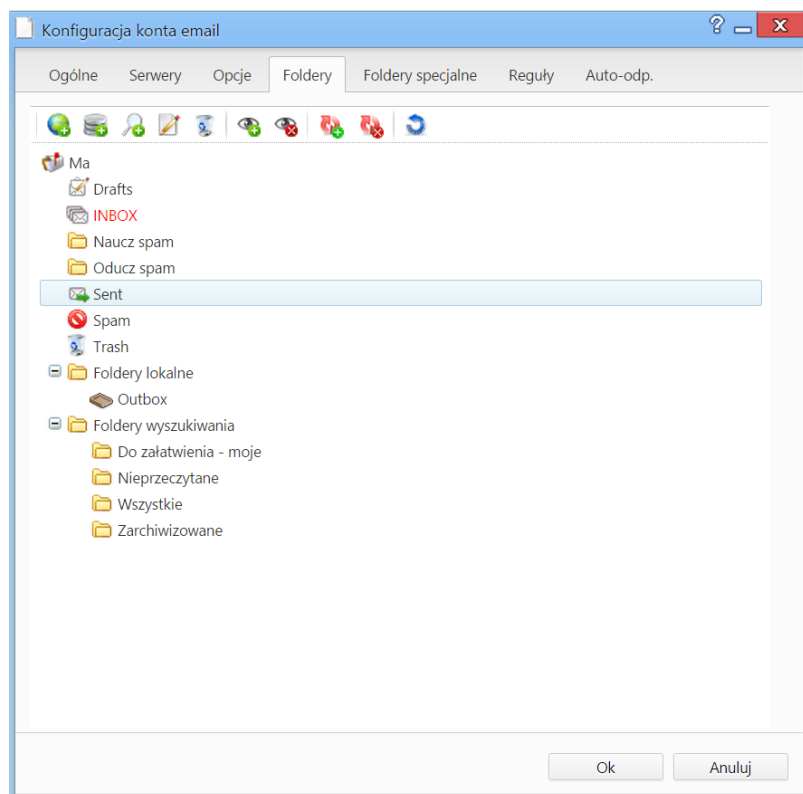 Konfiguracja konta email
Ogólne Serwery Opcje Foldery Foldery specjalne Reguły Auto-odp.
Ma
Drafts
INBOX
Naucz spam
Oducz spam
Sent
Spam
Trash
Foldery lokalne
Outbox
Foldery wyszukiwania
Do załatwienia - moje
Nieprzeczytane
Wszystkie
Zarchiwizowane
Ok Anuluj